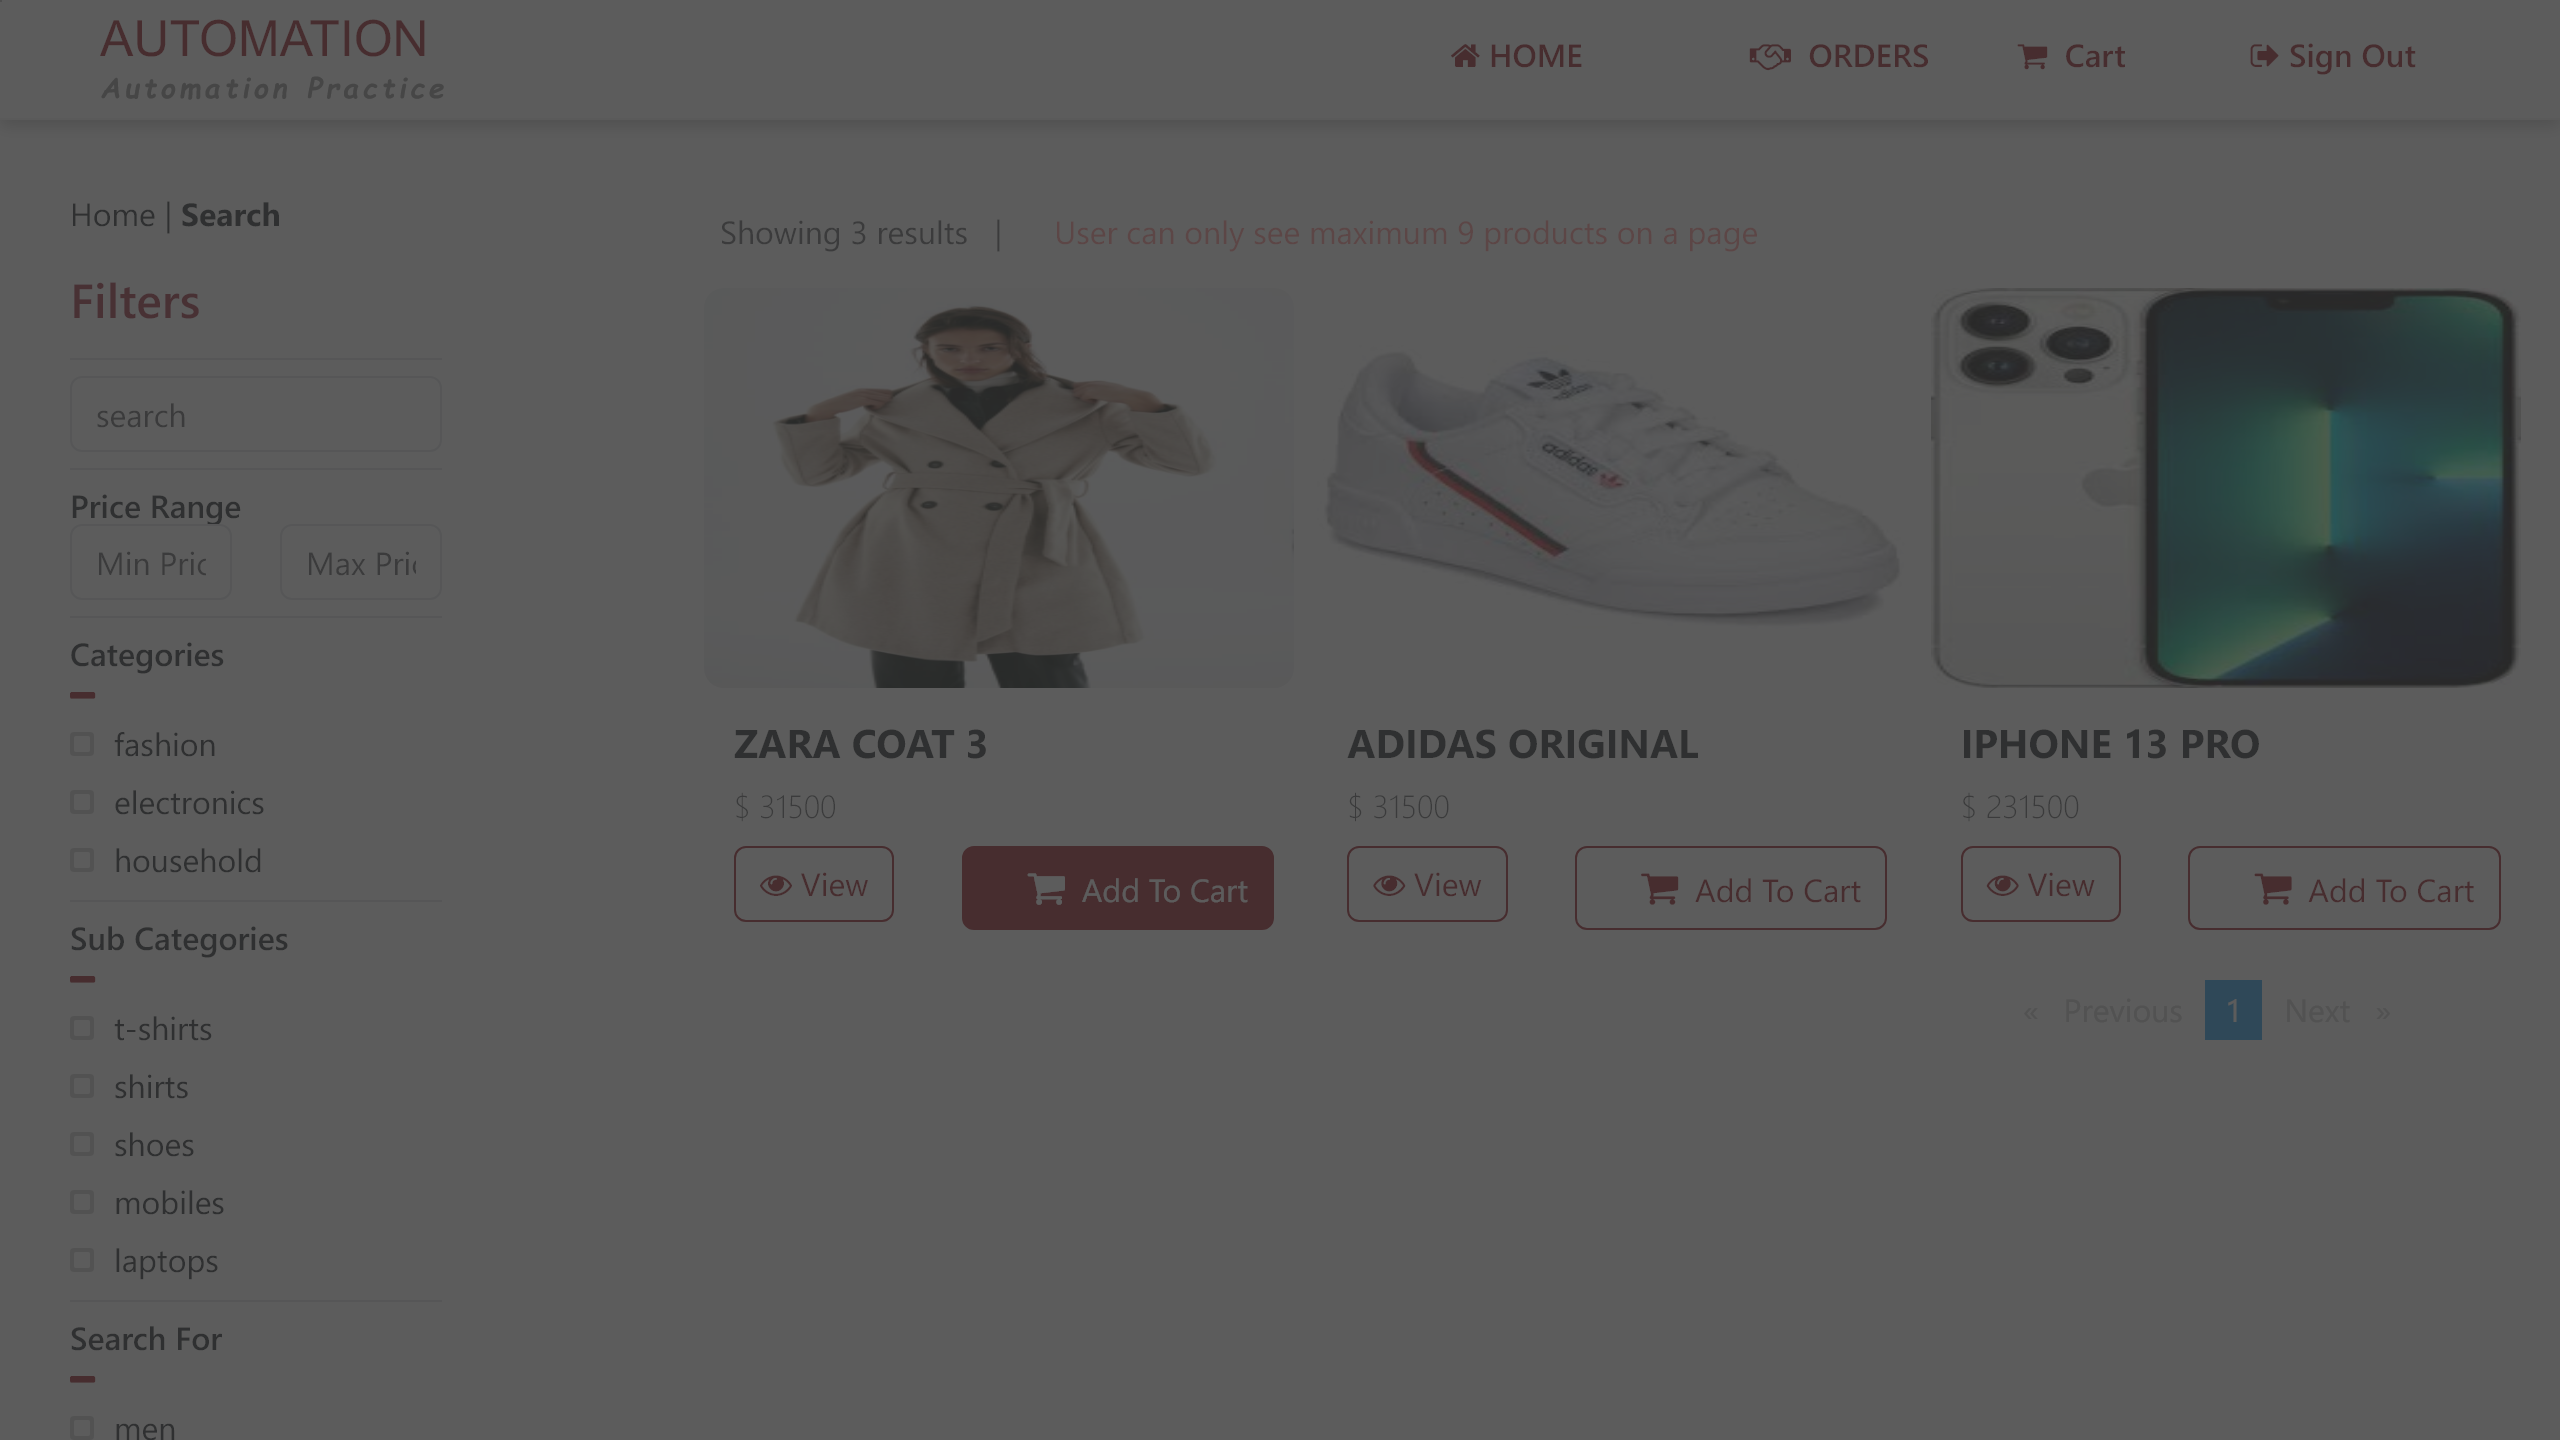 AUTOMATION
Automation Practice
HOME
ORDERS
Cart
Sign Out
Home | Search
Showing 3 results |
User can only see maximum 9 products on a page
Filters
search
Price Range
Min Pric
Max Pric
Categories
fashion
electronics
household
Sub Categories
t-shirts
shirts
shoes
mobiles
laptops
Search For
men
adidas
ZARA COAT 3
$ 31500
View
Add To Cart
ADIDAS ORIGINAL
$ 31500
View
Add To Cart
IPHONE 13 PRO
$ 231500
View
Add To Cart
« Previous 1 Next »